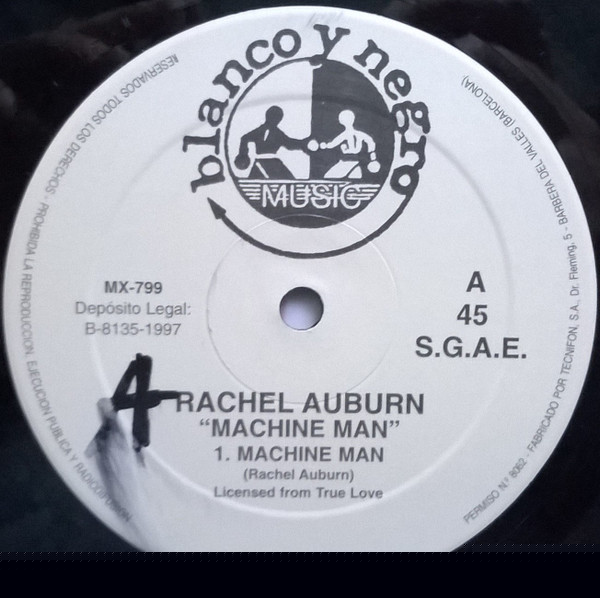 blanco y negro
MUSIC
RESERVADOS TODOS LOS DERECHOS - PROHIBIDA LA REPRODUCCION, EJECUCION PUBLICA Y RADIODIFUSION
MX-799
Depósito Legal:
B-8135-1997
A
45
S.G.A.E.
4
RACHEL AUBURN
“MACHINE MAN”
1. MACHINE MAN
(Rachel Auburn)
Licensed from True Love
PERMISO N.º 8062 - FABRICADO POR TECNIFON, S.A., Dr. Fleming, 5 - BARBERA DEL VALLES (BARCELONA)